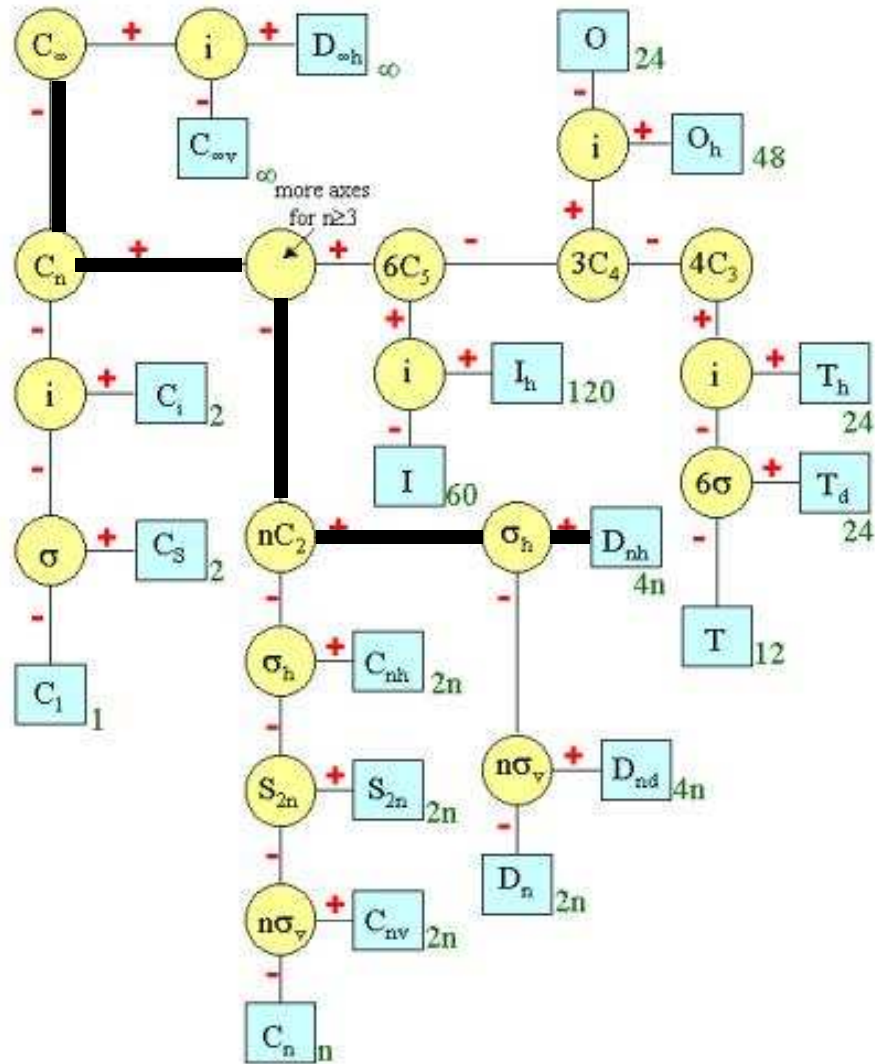 C∞ + i + D∞h ∞
-
-
C∞v ∞
O 24
-
i + Oh 48
+
more axes
for n≥3
Cn + + 6C5 - 3C4 - 4C3
-
-
+
+
i + Ci 2
i + Ih 120
i + Th 24
-
-
-
I 60
6σ + Td 24
-
T 12
σ + CS 2
-
C1 1
nC2 + σh + Dnh 4n
-
-
σh + Cnh 2n
-
nσv + Dnd 4n
-
Dn 2n
S2n + S2n 2n
-
nσv + Cnv 2n
-
Cn n